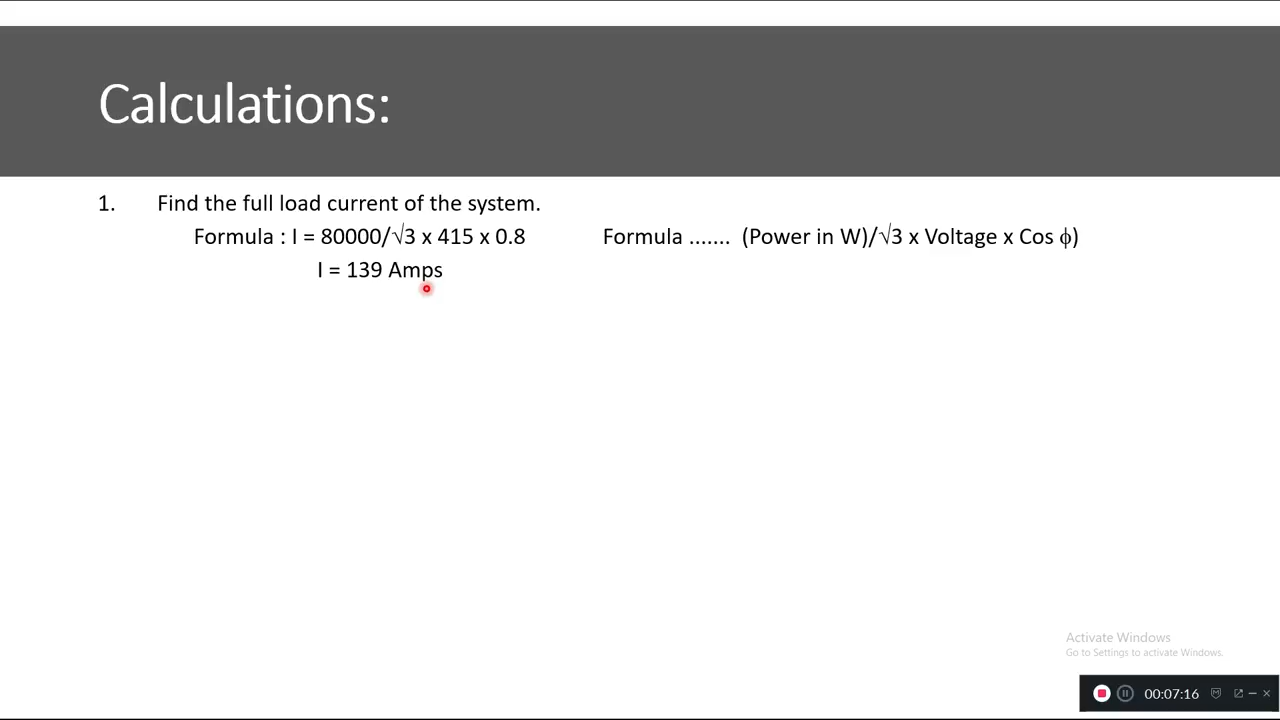 Calculations:
1. Find the full load current of the system.
Formula : I = 80000/√3 x 415 x 0.8 Formula ....... (Power in W)/√3 x Voltage x Cos ϕ)
I = 139 Amps
Activate Windows
Go to Settings to activate Windows.
00:07:16